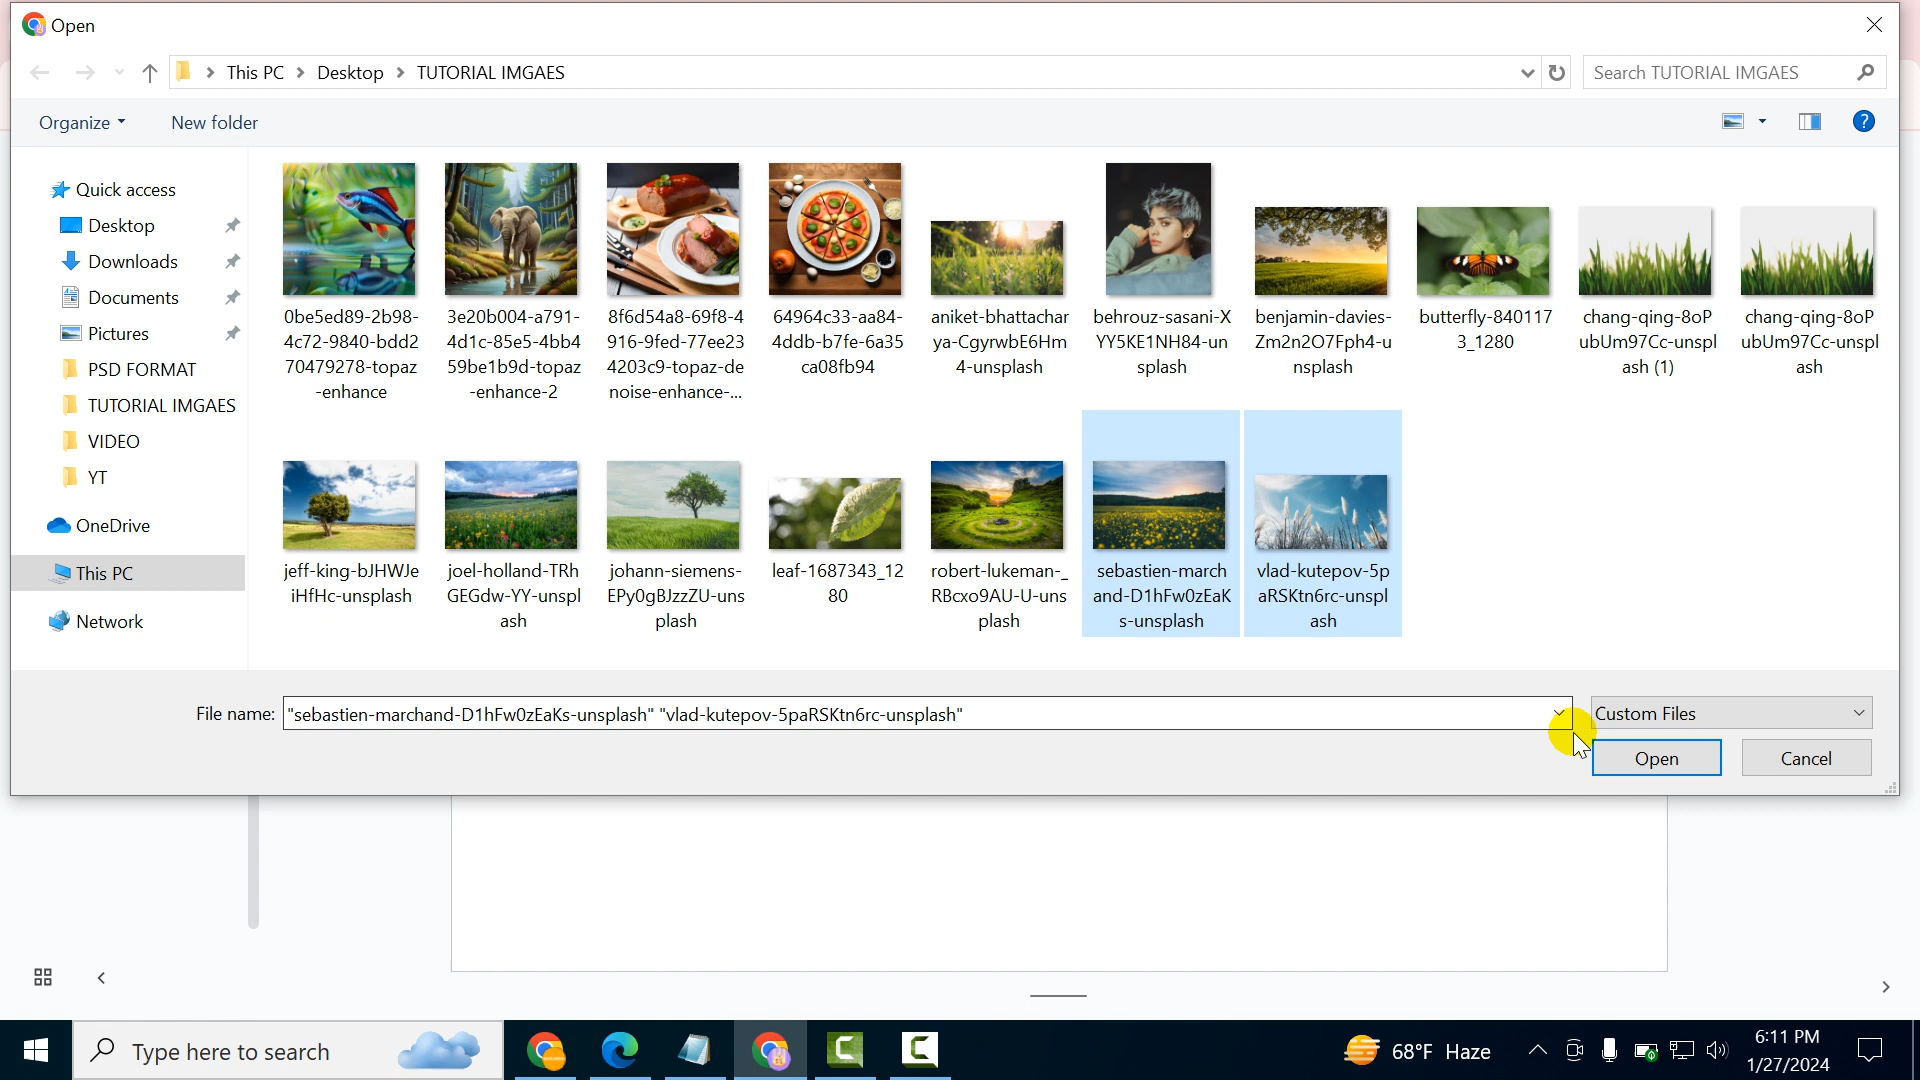 Open
This PC
Desktop
TUTORIAL IMGAES
Search TUTORIAL IMGAES
Organize
New folder
Quick access
Desktop
Downloads
Documents
Pictures
PSD FORMAT
TUTORIAL IMGAES
VIDEO
YT
OneDrive
This PC
Network
0be5ed89-2b98-
4c72-9840-bdd2
70479278-topaz
-enhance
3e20b004-a791-
4d1c-85e5-4bb4
59be1b9d-topaz
-enhance-2
8f6d54a8-69f8-4
916-9fed-77ee23
4203c9-topaz-de
noise-enhance-...
64964c33-aa84-
4ddb-b7fe-6a35
ca08fb94
aniket-bhattachar
ya-CgyrwbE6Hm
4-unsplash
behrouz-sasani-X
YY5KE1NH84-un
splash
benjamin-davies-
Zm2n2O7Fph4-u
nsplash
butterfly-840117
3_1280
chang-qing-8oP
ubUm97Cc-unspl
ash (1)
chang-qing-8oP
ubUm97Cc-unspl
ash
jeff-king-bJHWJe
iHfHc-unsplash
joel-holland-TRh
GEGdw-YY-unspl
ash
johann-siemens-
EPy0gBJzzZU-uns
plash
leaf-1687343_12
80
robert-lukeman-_
RBcxo9AU-U-uns
plash
sebastien-march
and-D1hFw0zEaK
s-unsplash
vlad-kutepov-5p
aRSKtn6rc-unspl
ash
File name:
"sebastien-marchand-D1hFw0zEaKs-unsplash" "vlad-kutepov-5paRSKtn6rc-unsplash"
Custom Files
Open
Cancel
Type here to search
68°F Haze
6:11 PM
1/27/2024